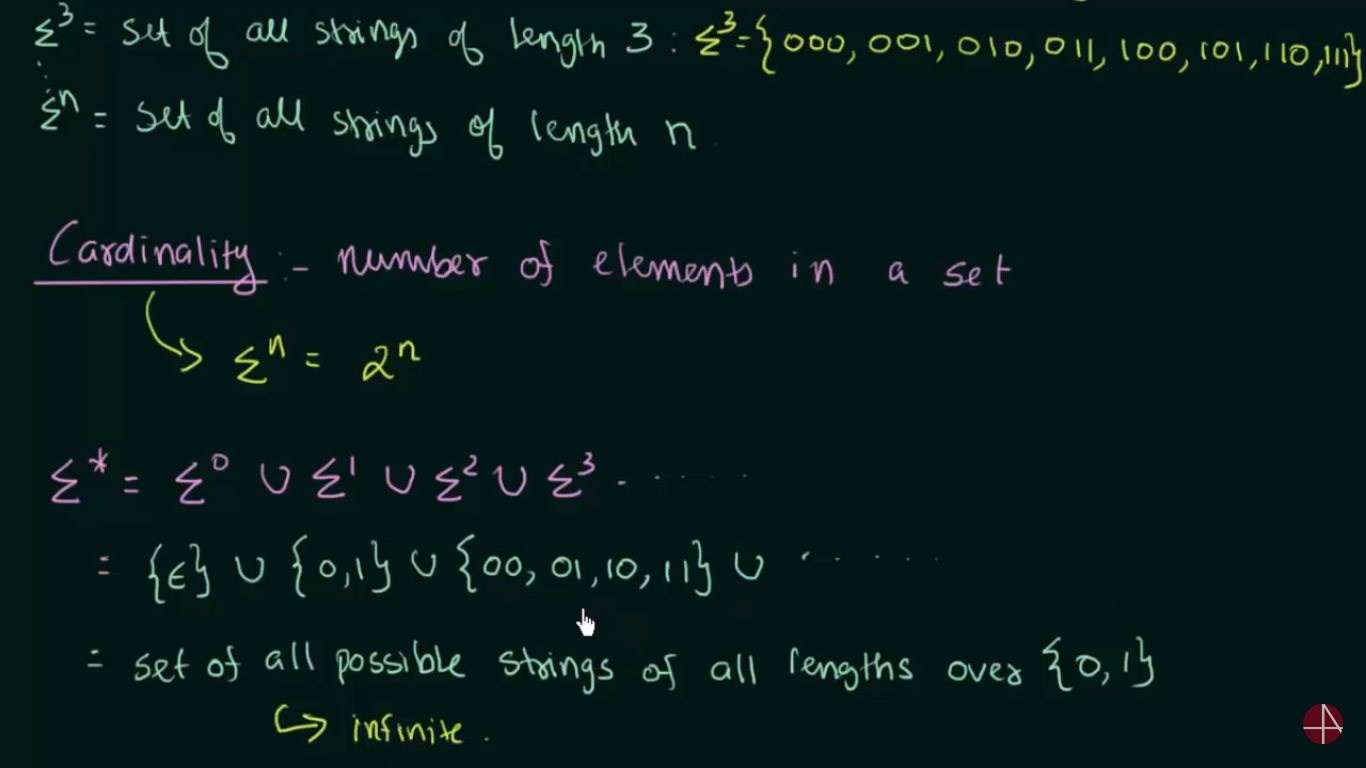 Σ³ = set of all strings of length 3 : Σ³ = {000, 001, 010, 011, 100, 101, 110, 111}
⋮
Σⁿ = set of all strings of length n
Cardinality :- number of elements in a set
↳ Σⁿ = 2ⁿ
Σ* = Σ⁰ ∪ Σ¹ ∪ Σ² ∪ Σ³ . ......
= {ϵ} ∪ {0,1} ∪ {00, 01, 10, 11} ∪ ......
= set of all possible strings of all lengths over {0,1}
↳ infinite .